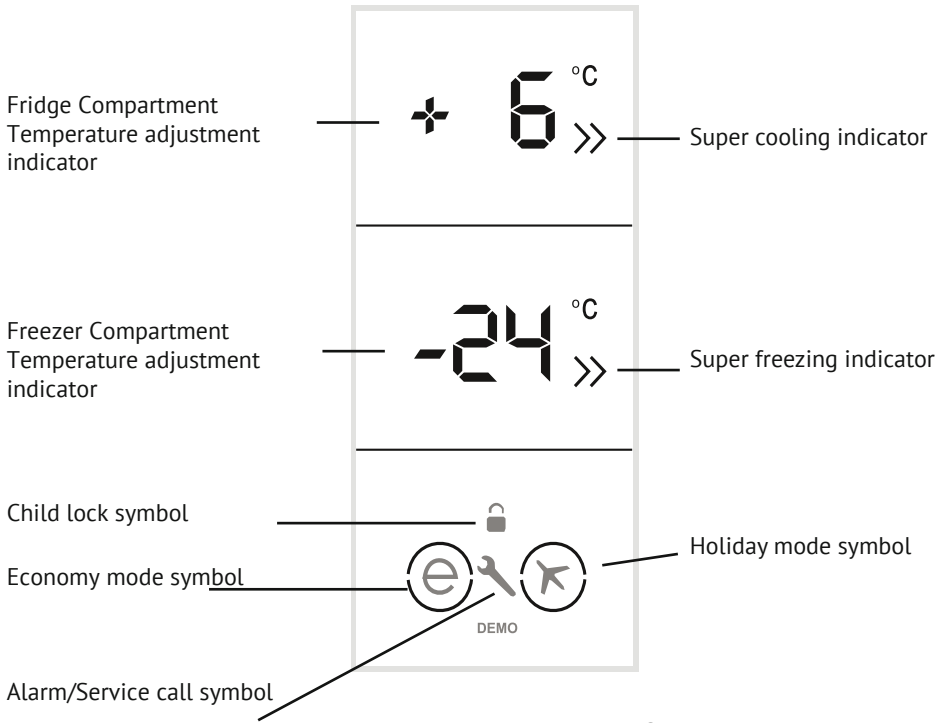 Fridge Compartment
Temperature adjustment
indicator
+ 6 °C
Super cooling indicator
Freezer Compartment
Temperature adjustment
indicator
-24 °C
Super freezing indicator
Child lock symbol
Holiday mode symbol
Economy mode symbol
e
DEMO
Alarm/Service call symbol